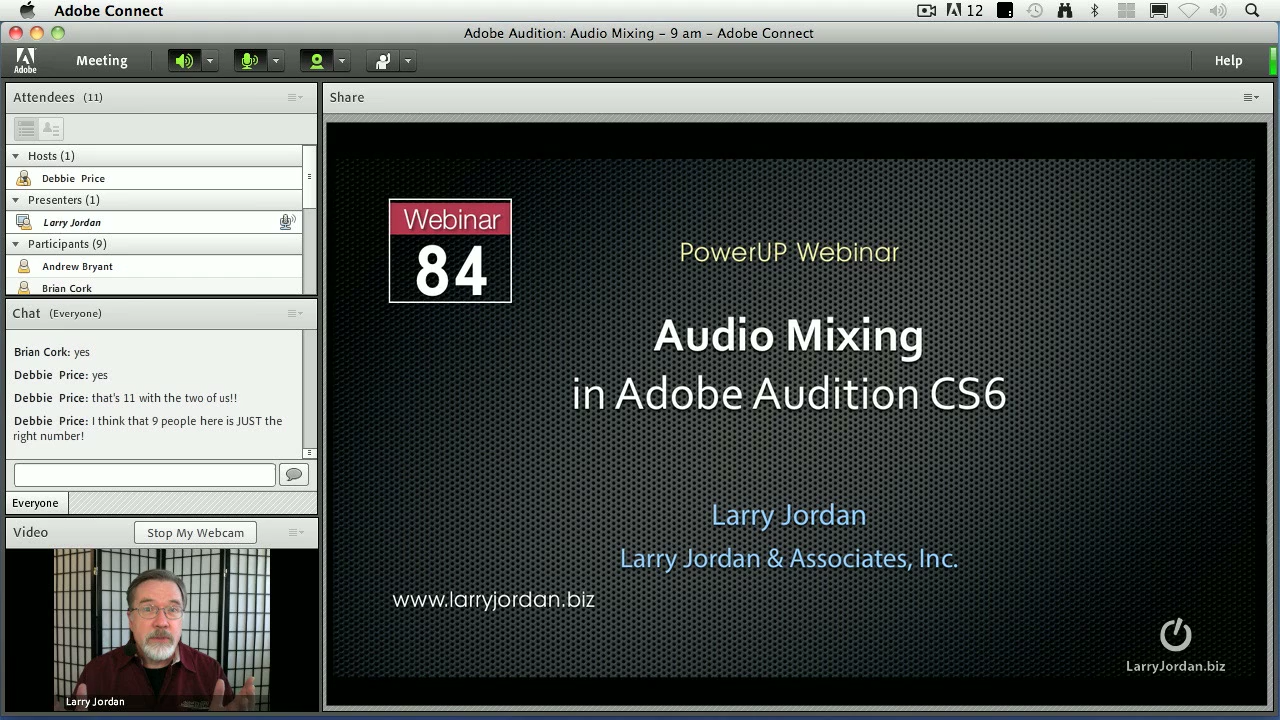 Adobe Connect
12
Adobe Audition: Audio Mixing – 9 am – Adobe Connect
Adobe
Meeting
Help
Attendees (11)
Hosts (1)
Debbie Price
Presenters (1)
Larry Jordan
Participants (9)
Andrew Bryant
Brian Cork
Chat (Everyone)
Brian Cork: yes
Debbie Price: yes
Debbie Price: that's 11 with the two of us!!
Debbie Price: I think that 9 people here is JUST the
right number!
Everyone
Video
Stop My Webcam
Larry Jordan
Share
Webinar
84
PowerUP Webinar
Audio Mixing
in Adobe Audition CS6
Larry Jordan
Larry Jordan & Associates, Inc.
www.larryjordan.biz
LarryJordan.biz